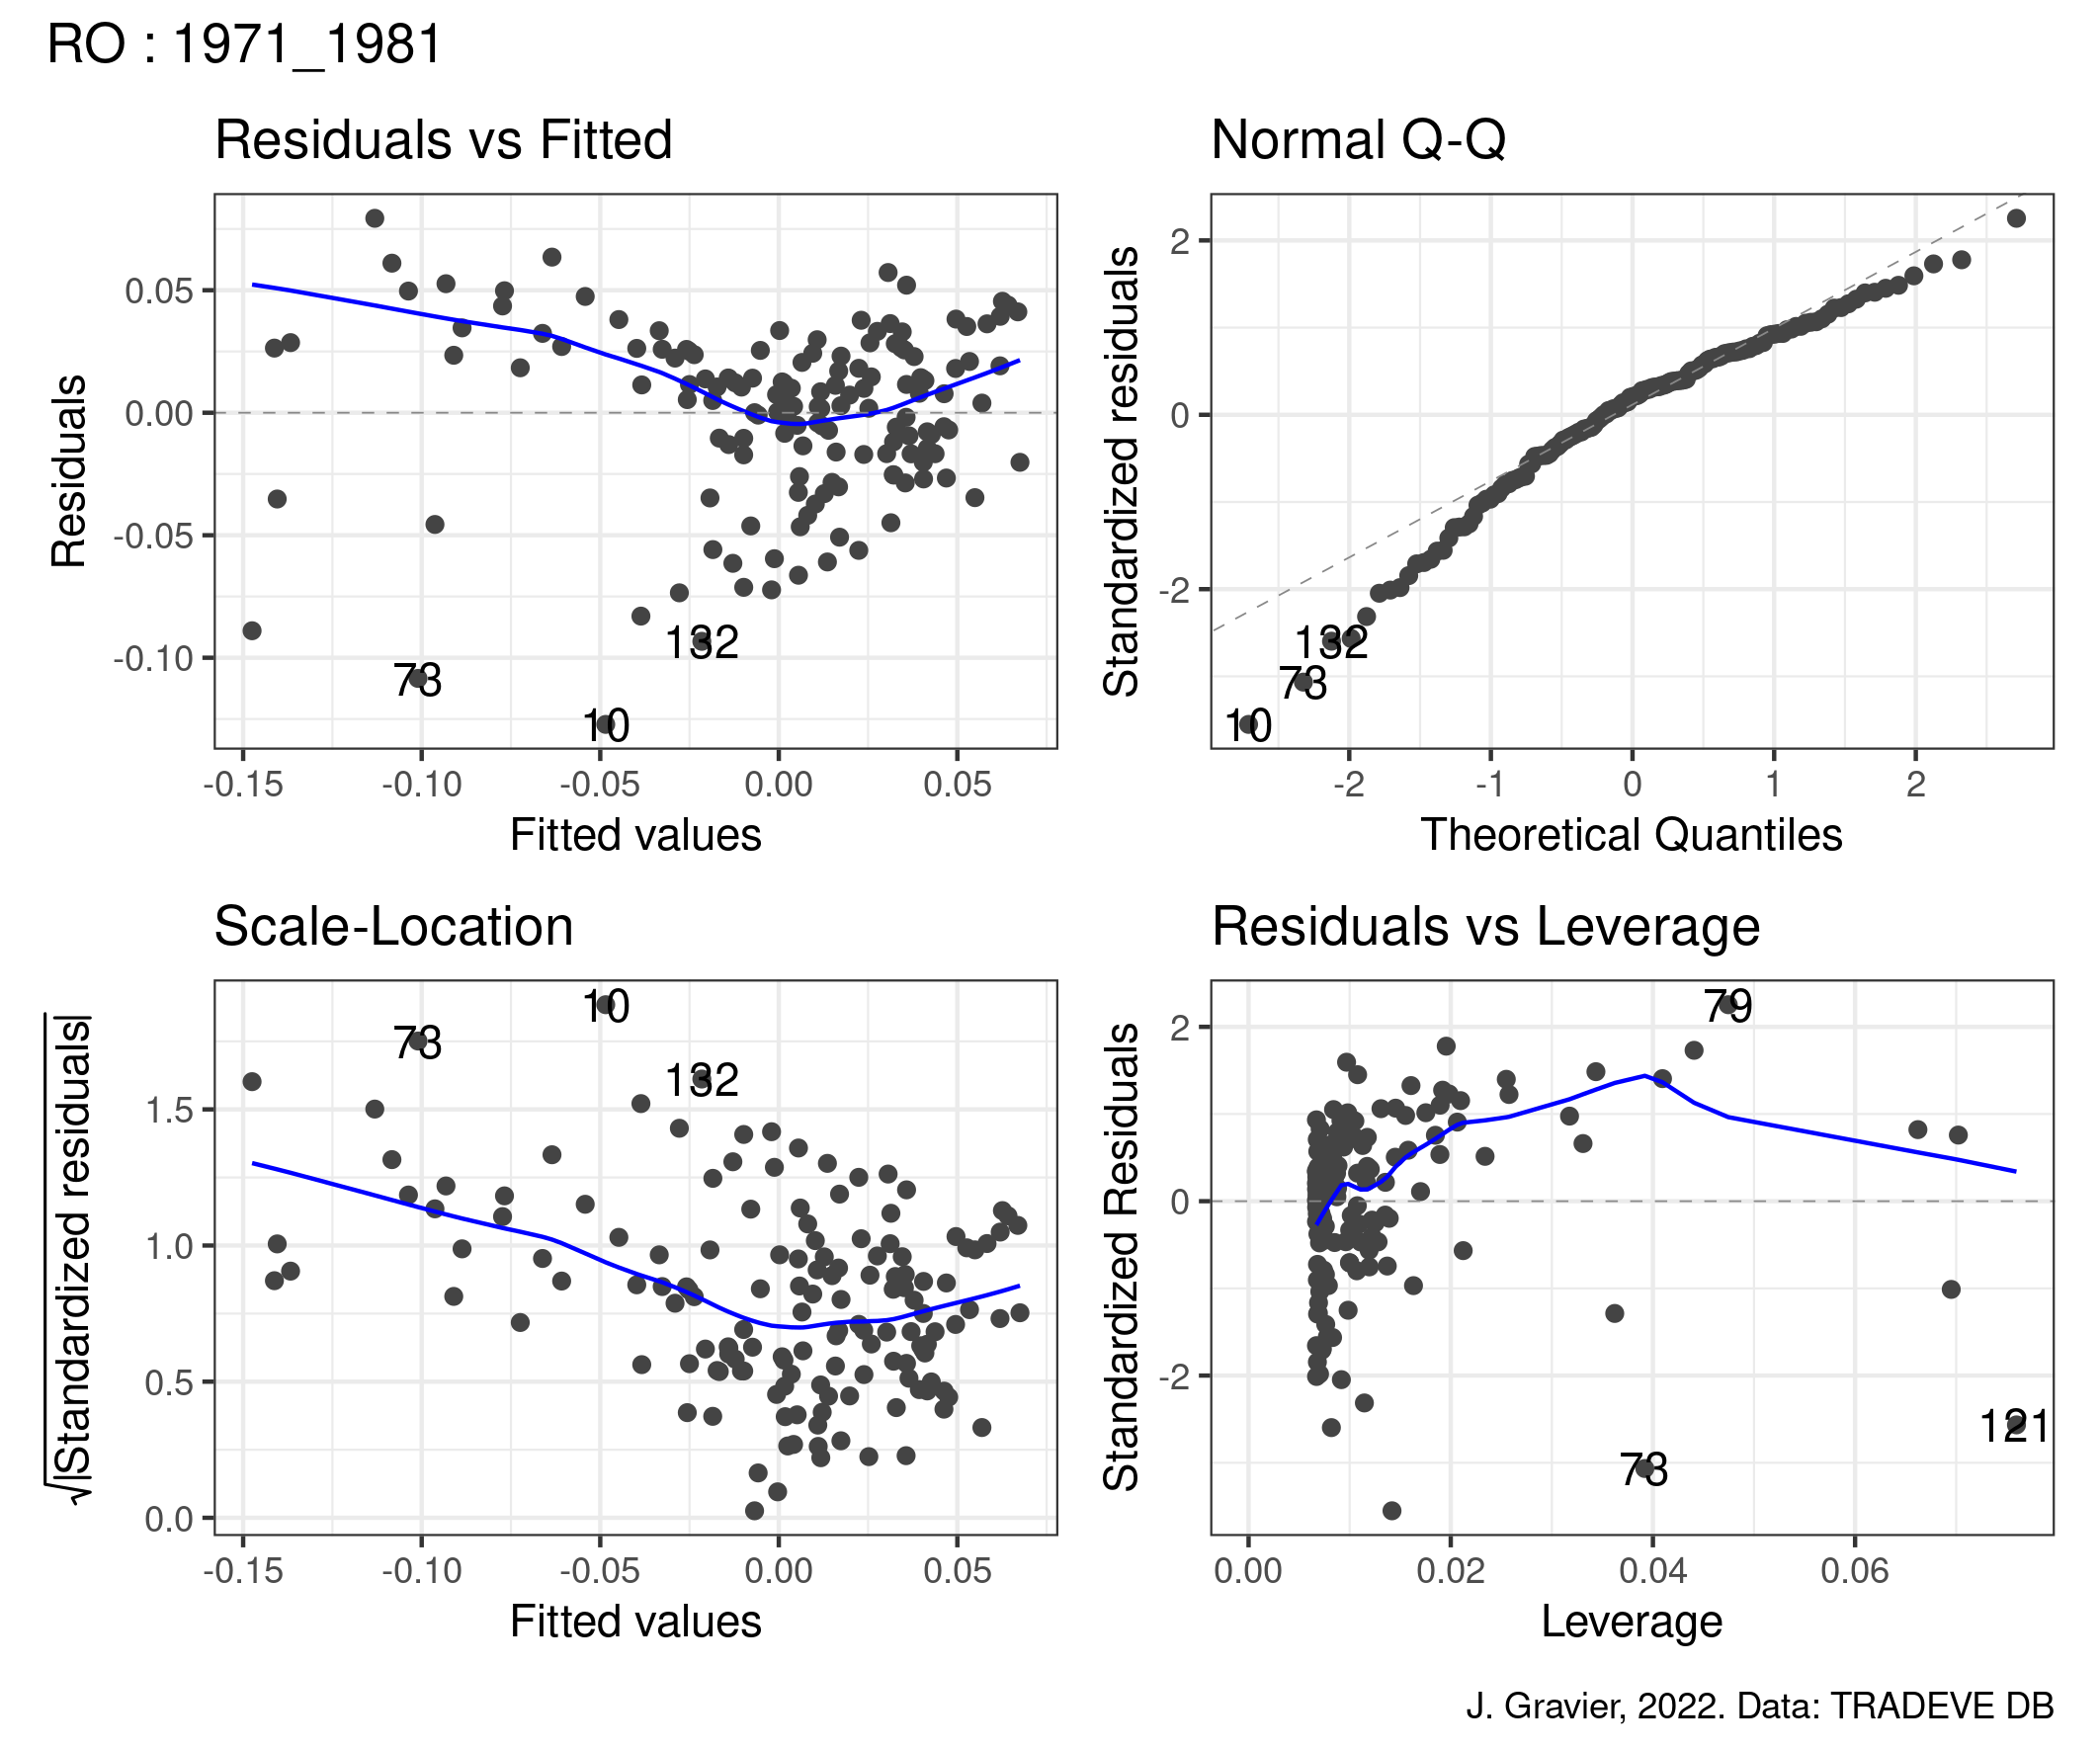 RO : 1971_1981
Residuals vs Fitted
Residuals
0.05
0.00
-0.05
-0.10
132
73
10
-0.15 -0.10 -0.05 0.00 0.05
Fitted values
Normal Q-Q
Standardized residuals
2
0
-2
132
73
10
-2 -1 0 1 2
Theoretical Quantiles
Scale-Location
√|Standardized residuals|
1.5
1.0
0.5
0.0
10
73
132
-0.15 -0.10 -0.05 0.00 0.05
Fitted values
Residuals vs Leverage
Standardized Residuals
2
0
-2
79
121
73
0.00 0.02 0.04 0.06
Leverage
J. Gravier, 2022. Data: TRADEVE DB